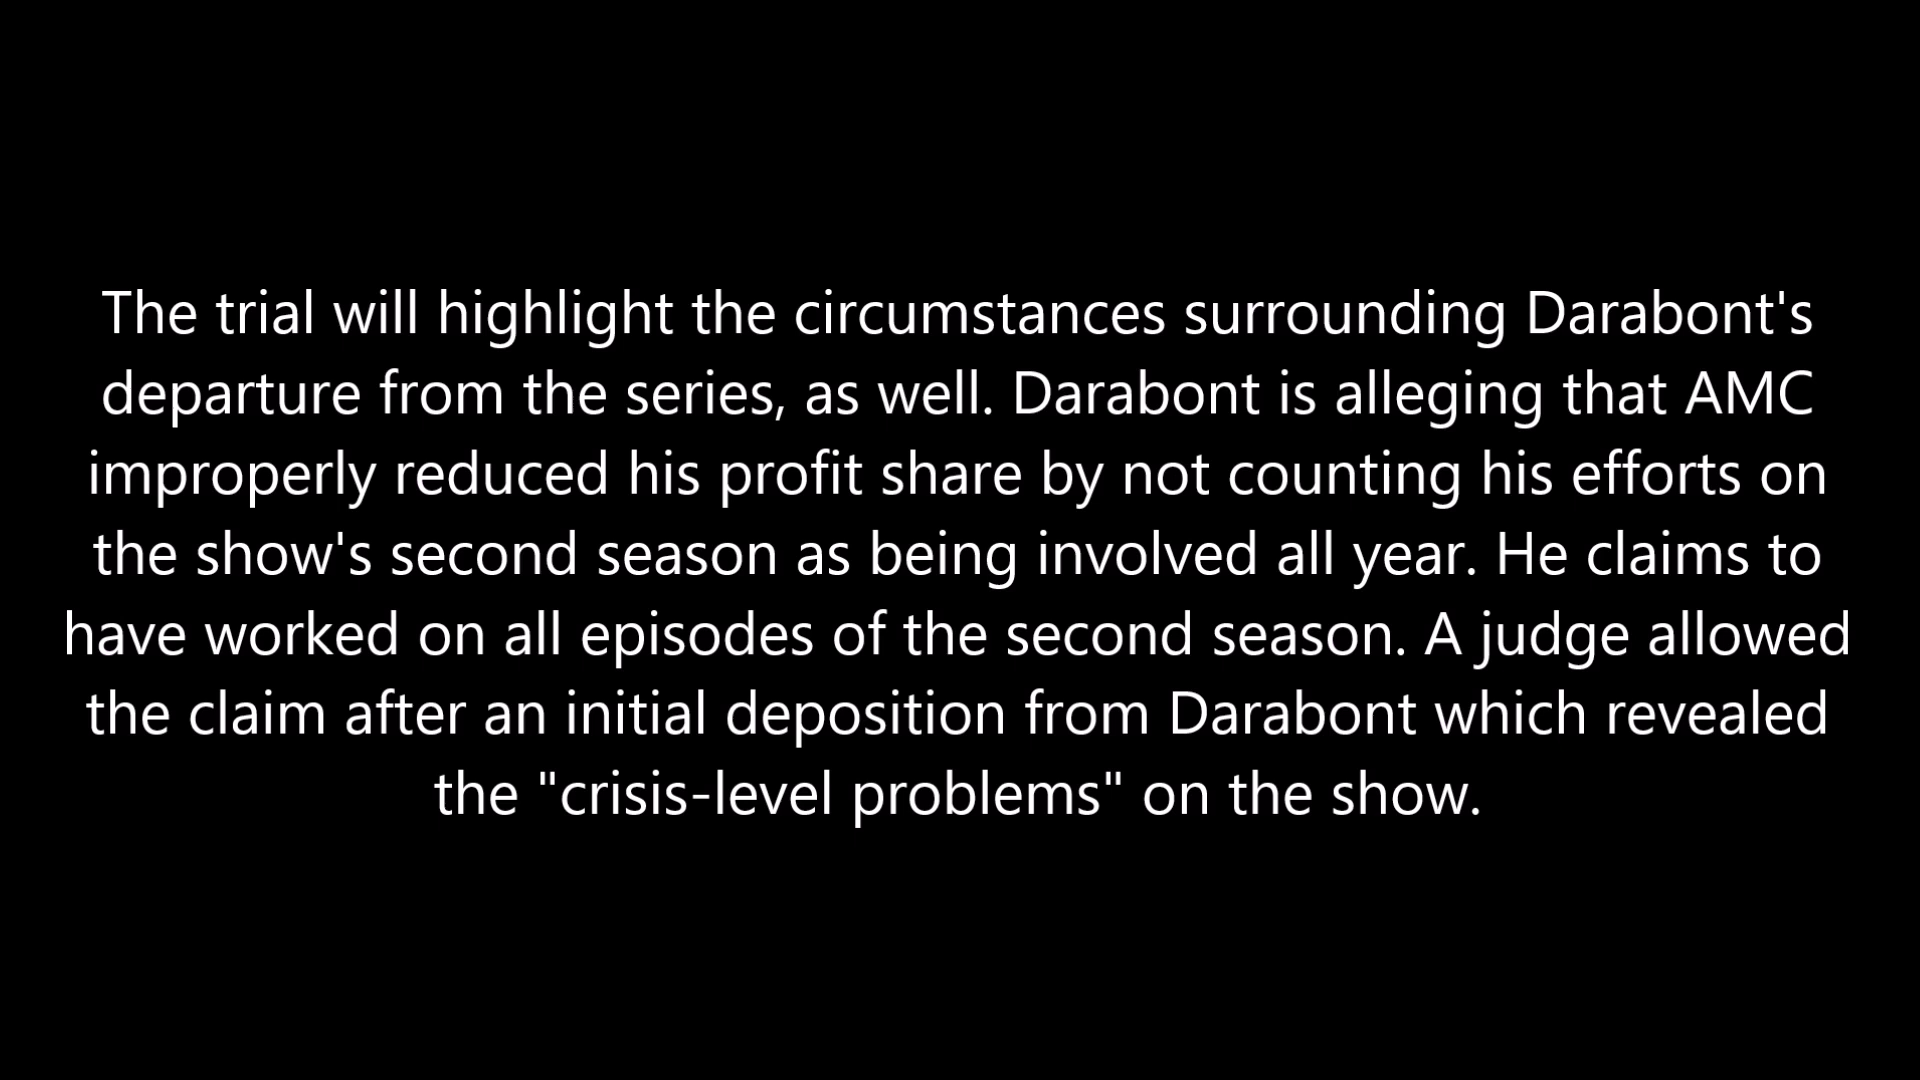 The trial will highlight the circumstances surrounding Darabont's
departure from the series, as well. Darabont is alleging that AMC
improperly reduced his profit share by not counting his efforts on
the show's second season as being involved all year. He claims to
have worked on all episodes of the second season. A judge allowed
the claim after an initial deposition from Darabont which revealed
the "crisis-level problems" on the show.